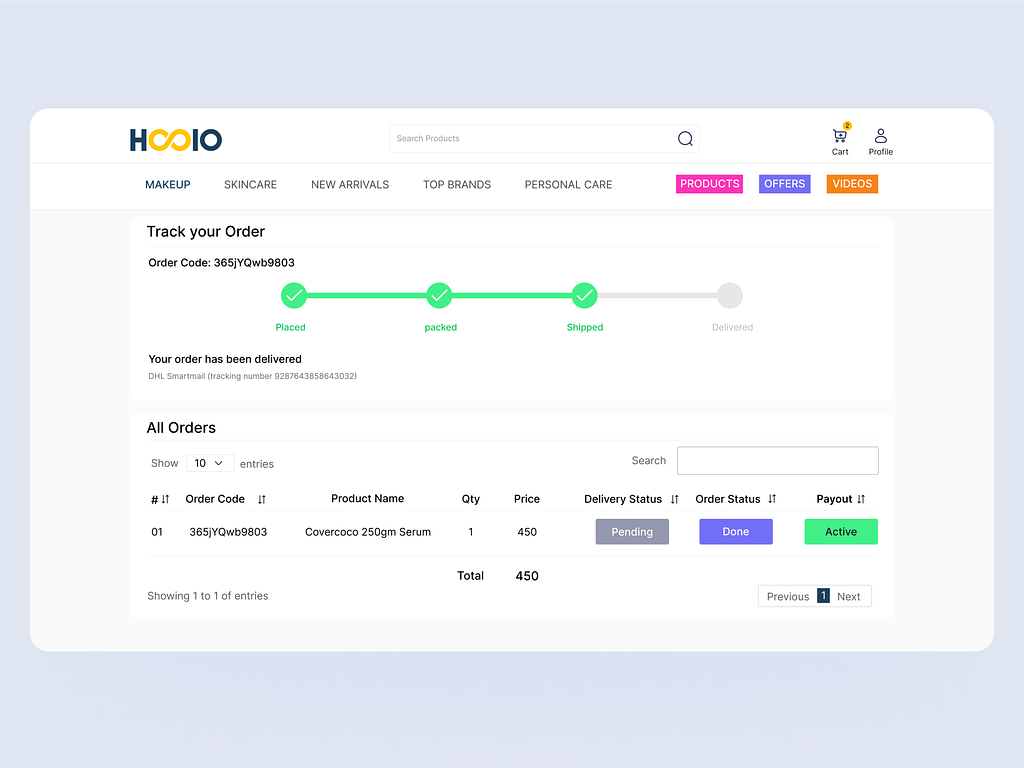 HOOIO
Search Products
2
Cart
Profile
MAKEUP SKINCARE NEW ARRIVALS TOP BRANDS PERSONAL CARE PRODUCTS OFFERS VIDEOS
Track your Order
Order Code: 365jYQwb9803
Placed packed Shipped Delivered
Your order has been delivered
DHL Smartmail (tracking number 9287643858643032)
All Orders
Show 10 entries Search
# Order Code Product Name Qty Price Delivery Status Order Status Payout
01 365jYQwb9803 Covercoco 250gm Serum 1 450 Pending Done Active
Total 450
Showing 1 to 1 of entries Previous 1 Next